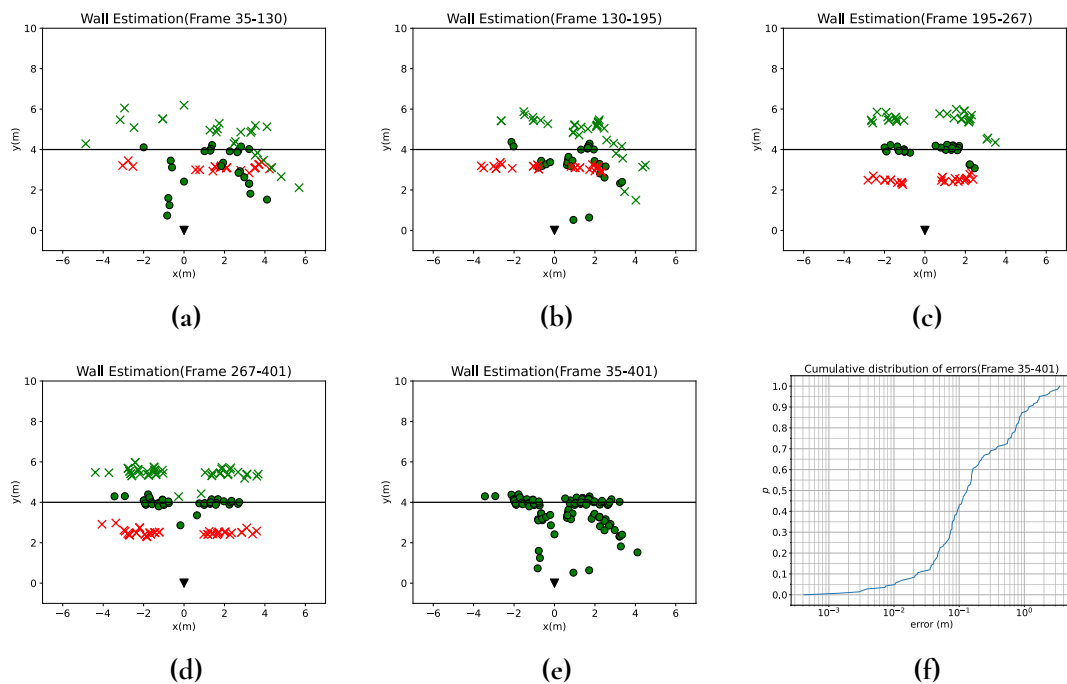 Wall Estimation(Frame 35-130)
10
8
6
4
2
0
y(m)
−6 −4 −2 0 2 4 6
x(m)
(a)
Wall Estimation(Frame 130-195)
10
8
6
4
2
0
y(m)
−6 −4 −2 0 2 4 6
x(m)
(b)
Wall Estimation(Frame 195-267)
10
8
6
4
2
0
y(m)
−6 −4 −2 0 2 4 6
x(m)
(c)
Wall Estimation(Frame 267-401)
10
8
6
4
2
0
y(m)
−6 −4 −2 0 2 4 6
x(m)
(d)
Wall Estimation(Frame 35-401)
10
8
6
4
2
0
y(m)
−6 −4 −2 0 2 4 6
x(m)
(e)
Cumulative distribution of errors(Frame 35-401)
1.0
0.9
0.8
0.7
0.6
0.5
0.4
0.3
0.2
0.1
0.0
p
10⁻³ 10⁻² 10⁻¹ 10⁰
error (m)
(f)